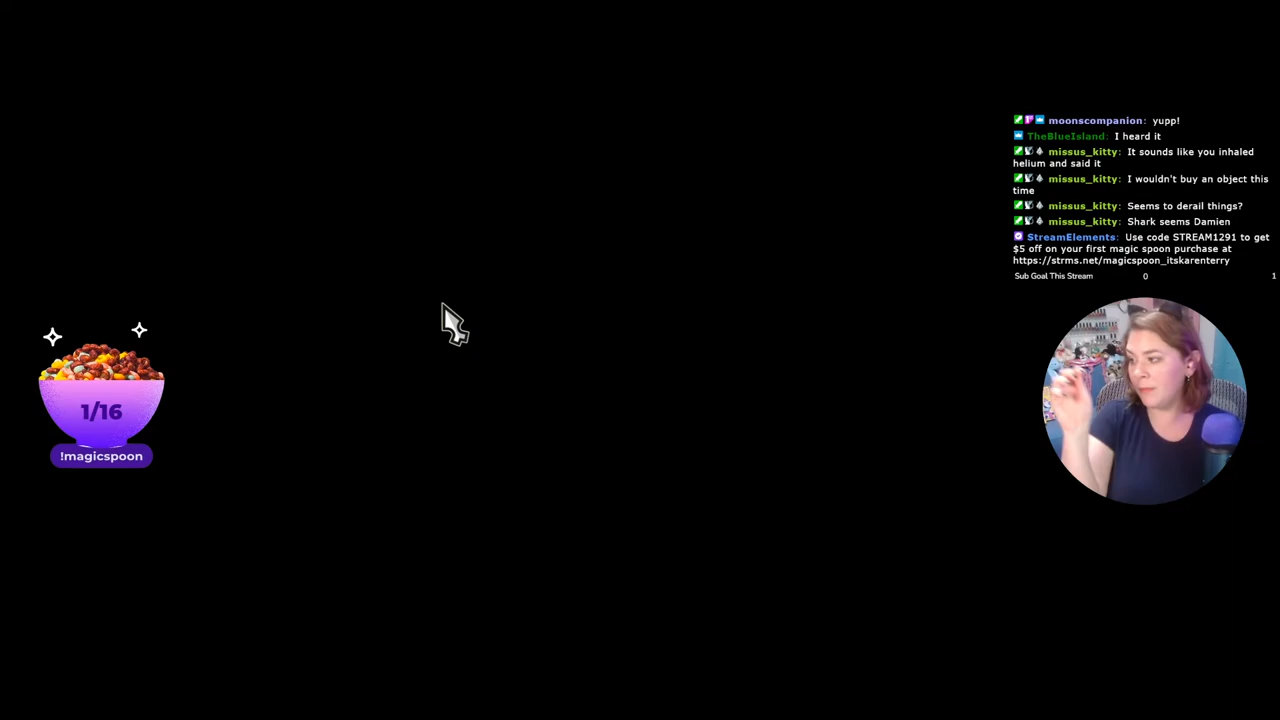 moonscompanion: yupp!
TheBlueIsland: I heard it
missus_kitty: It sounds like you inhaled
helium and said it
missus_kitty: I wouldn't buy an object this
time
missus_kitty: Seems to derail things?
missus_kitty: Shark seems Damien
StreamElements: Use code STREAM1291 to get
$5 off on your first magic spoon purchase at
https://strms.net/magicspoon_itskarenterry
Sub Goal This Stream 0 1
1/16
!magicspoon